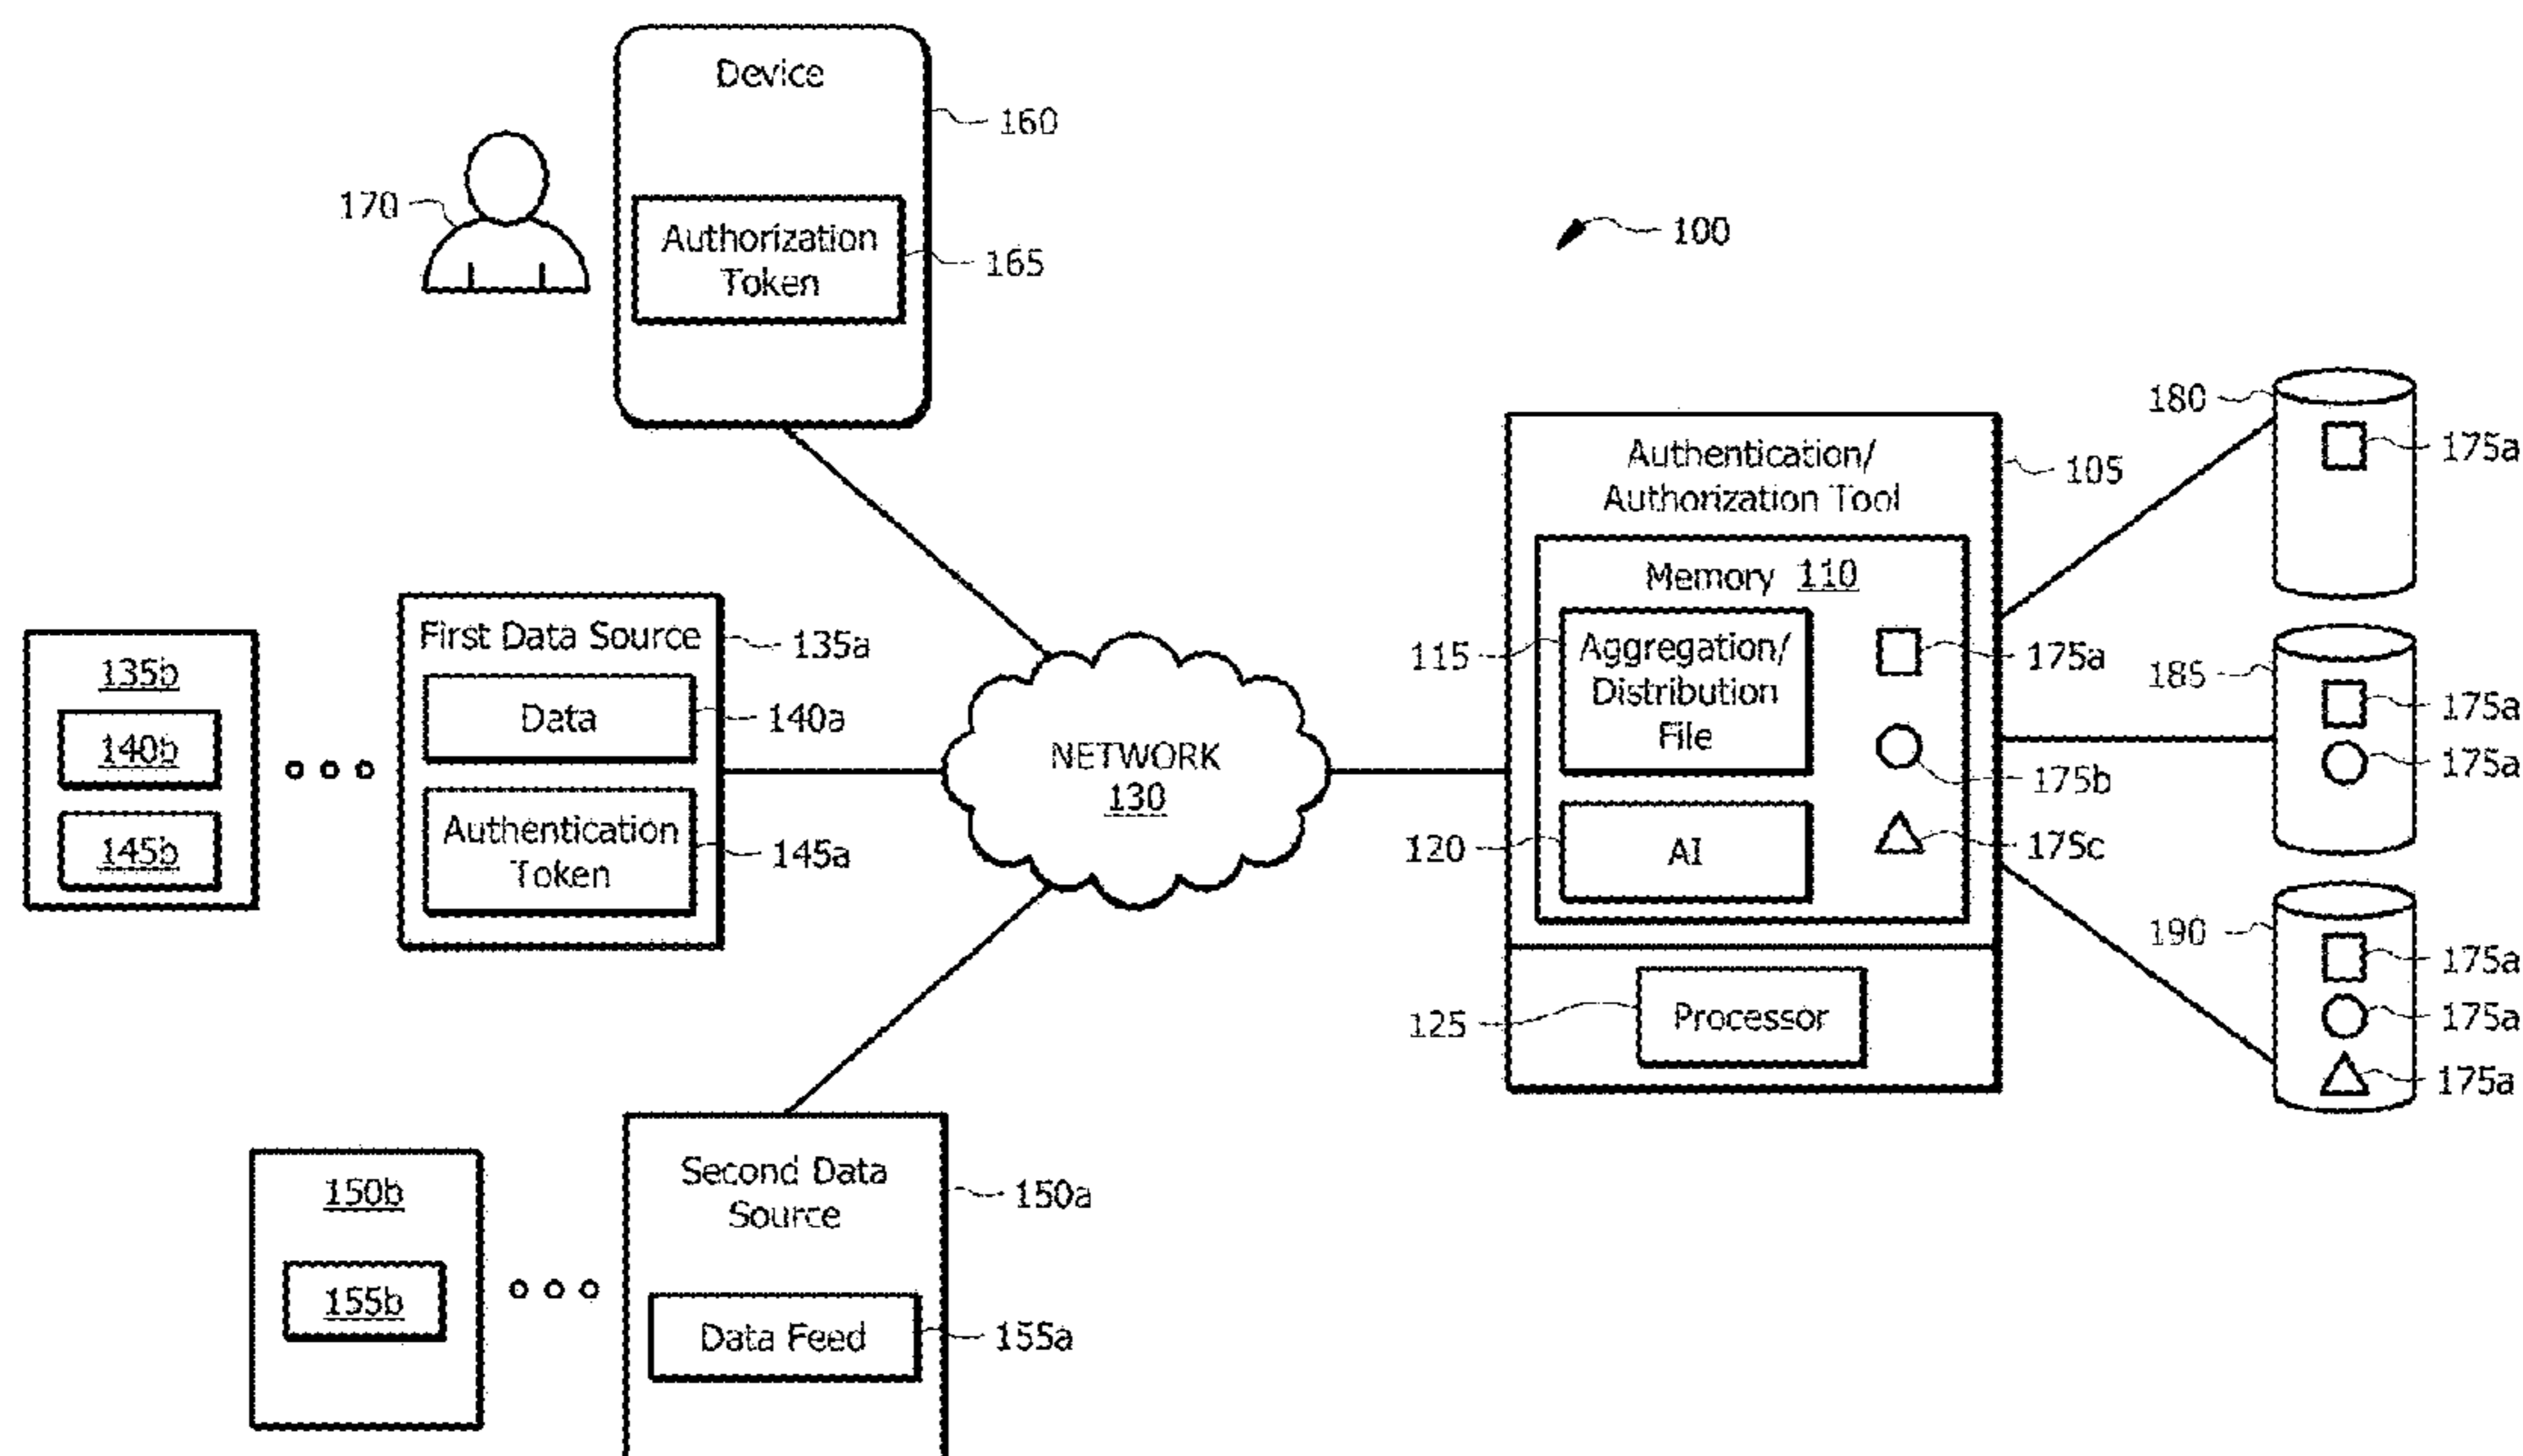 Device
160
170
Authorization
Token
165
100
180
175a
Authentication/
Authorization Tool
105
Memory 110
115
Aggregation/
Distribution
File
175a
175b
120
AI
175c
125
Processor
185
175a
175a
190
175a
175a
175a
First Data Source
135a
Data
140a
Authentication
Token
145a
135b
140b
145b
NETWORK
130
Second Data
Source
150a
Data Feed
155a
150b
155b